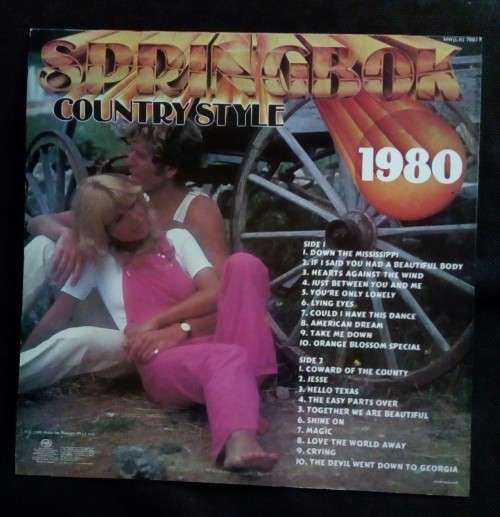 SPRINGBOK
COUNTRY STYLE
1980
SIDE 1
1. DOWN THE MISSISSIPPI
2. IF I SAID YOU HAD A BEAUTIFUL BODY
3. HEARTS AGAINST THE WIND
4. JUST BETWEEN YOU AND ME
5. YOU'RE ONLY LONELY
6. LYING EYES
7. COULD I HAVE THIS DANCE
8. AMERICAN DREAM
9. TAKE ME DOWN
10. ORANGE BLOSSOM SPECIAL
SIDE 2
1. COWARD OF THE COUNTY
2. JESSE
3. HELLO TEXAS
4. THE EASY PARTS OVER
5. TOGETHER WE ARE BEAUTIFUL
6. SHINE ON
7. MAGIC
8. LOVE THE WORLD AWAY
9. CRYING
10. THE DEVIL WENT DOWN TO GEORGIA